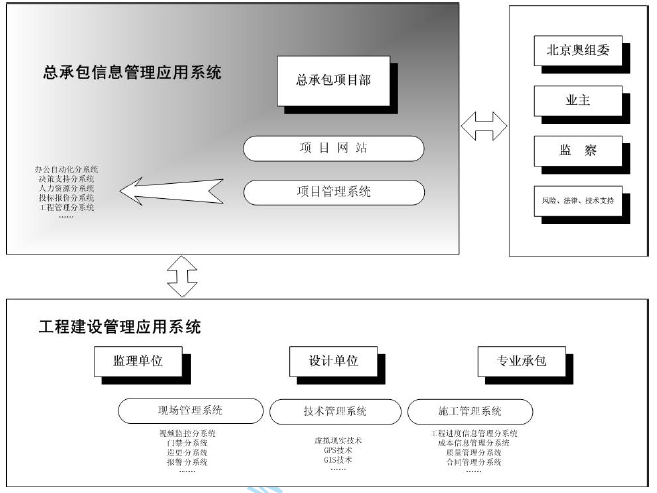 总承包信息管理应用系统
总承包项目部
项目网站
项目管理系统
办公自动化分系统
决策支持分系统
人力资源分系统
投标报价分系统
工程管理分系统
……
北京奥组委
业主
监 察
风险、法律、技术支持
工程建设管理应用系统
监理单位
设计单位
专业承包
现场管理系统
技术管理系统
施工管理系统
视频监控分系统
门禁分系统
巡更分系统
报警分系统
……
虚拟现实技术
GPS技术
GIS技术
……
工程进度信息管理分系统
成本信息管理分系统
质量管理分系统
合同管理分系统
……